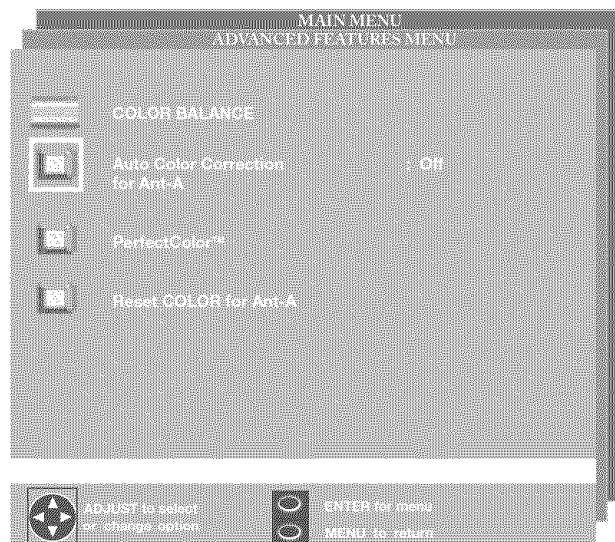 MAIN MENU
ADVANCED FEATURES MENU
COLOR BALANCE
Auto Color Correction : Off
for Ant-A
PerfectColor™
Reset COLOR for Ant-A
ADJUST to select
or change option
ENTER for menu
MENU to return